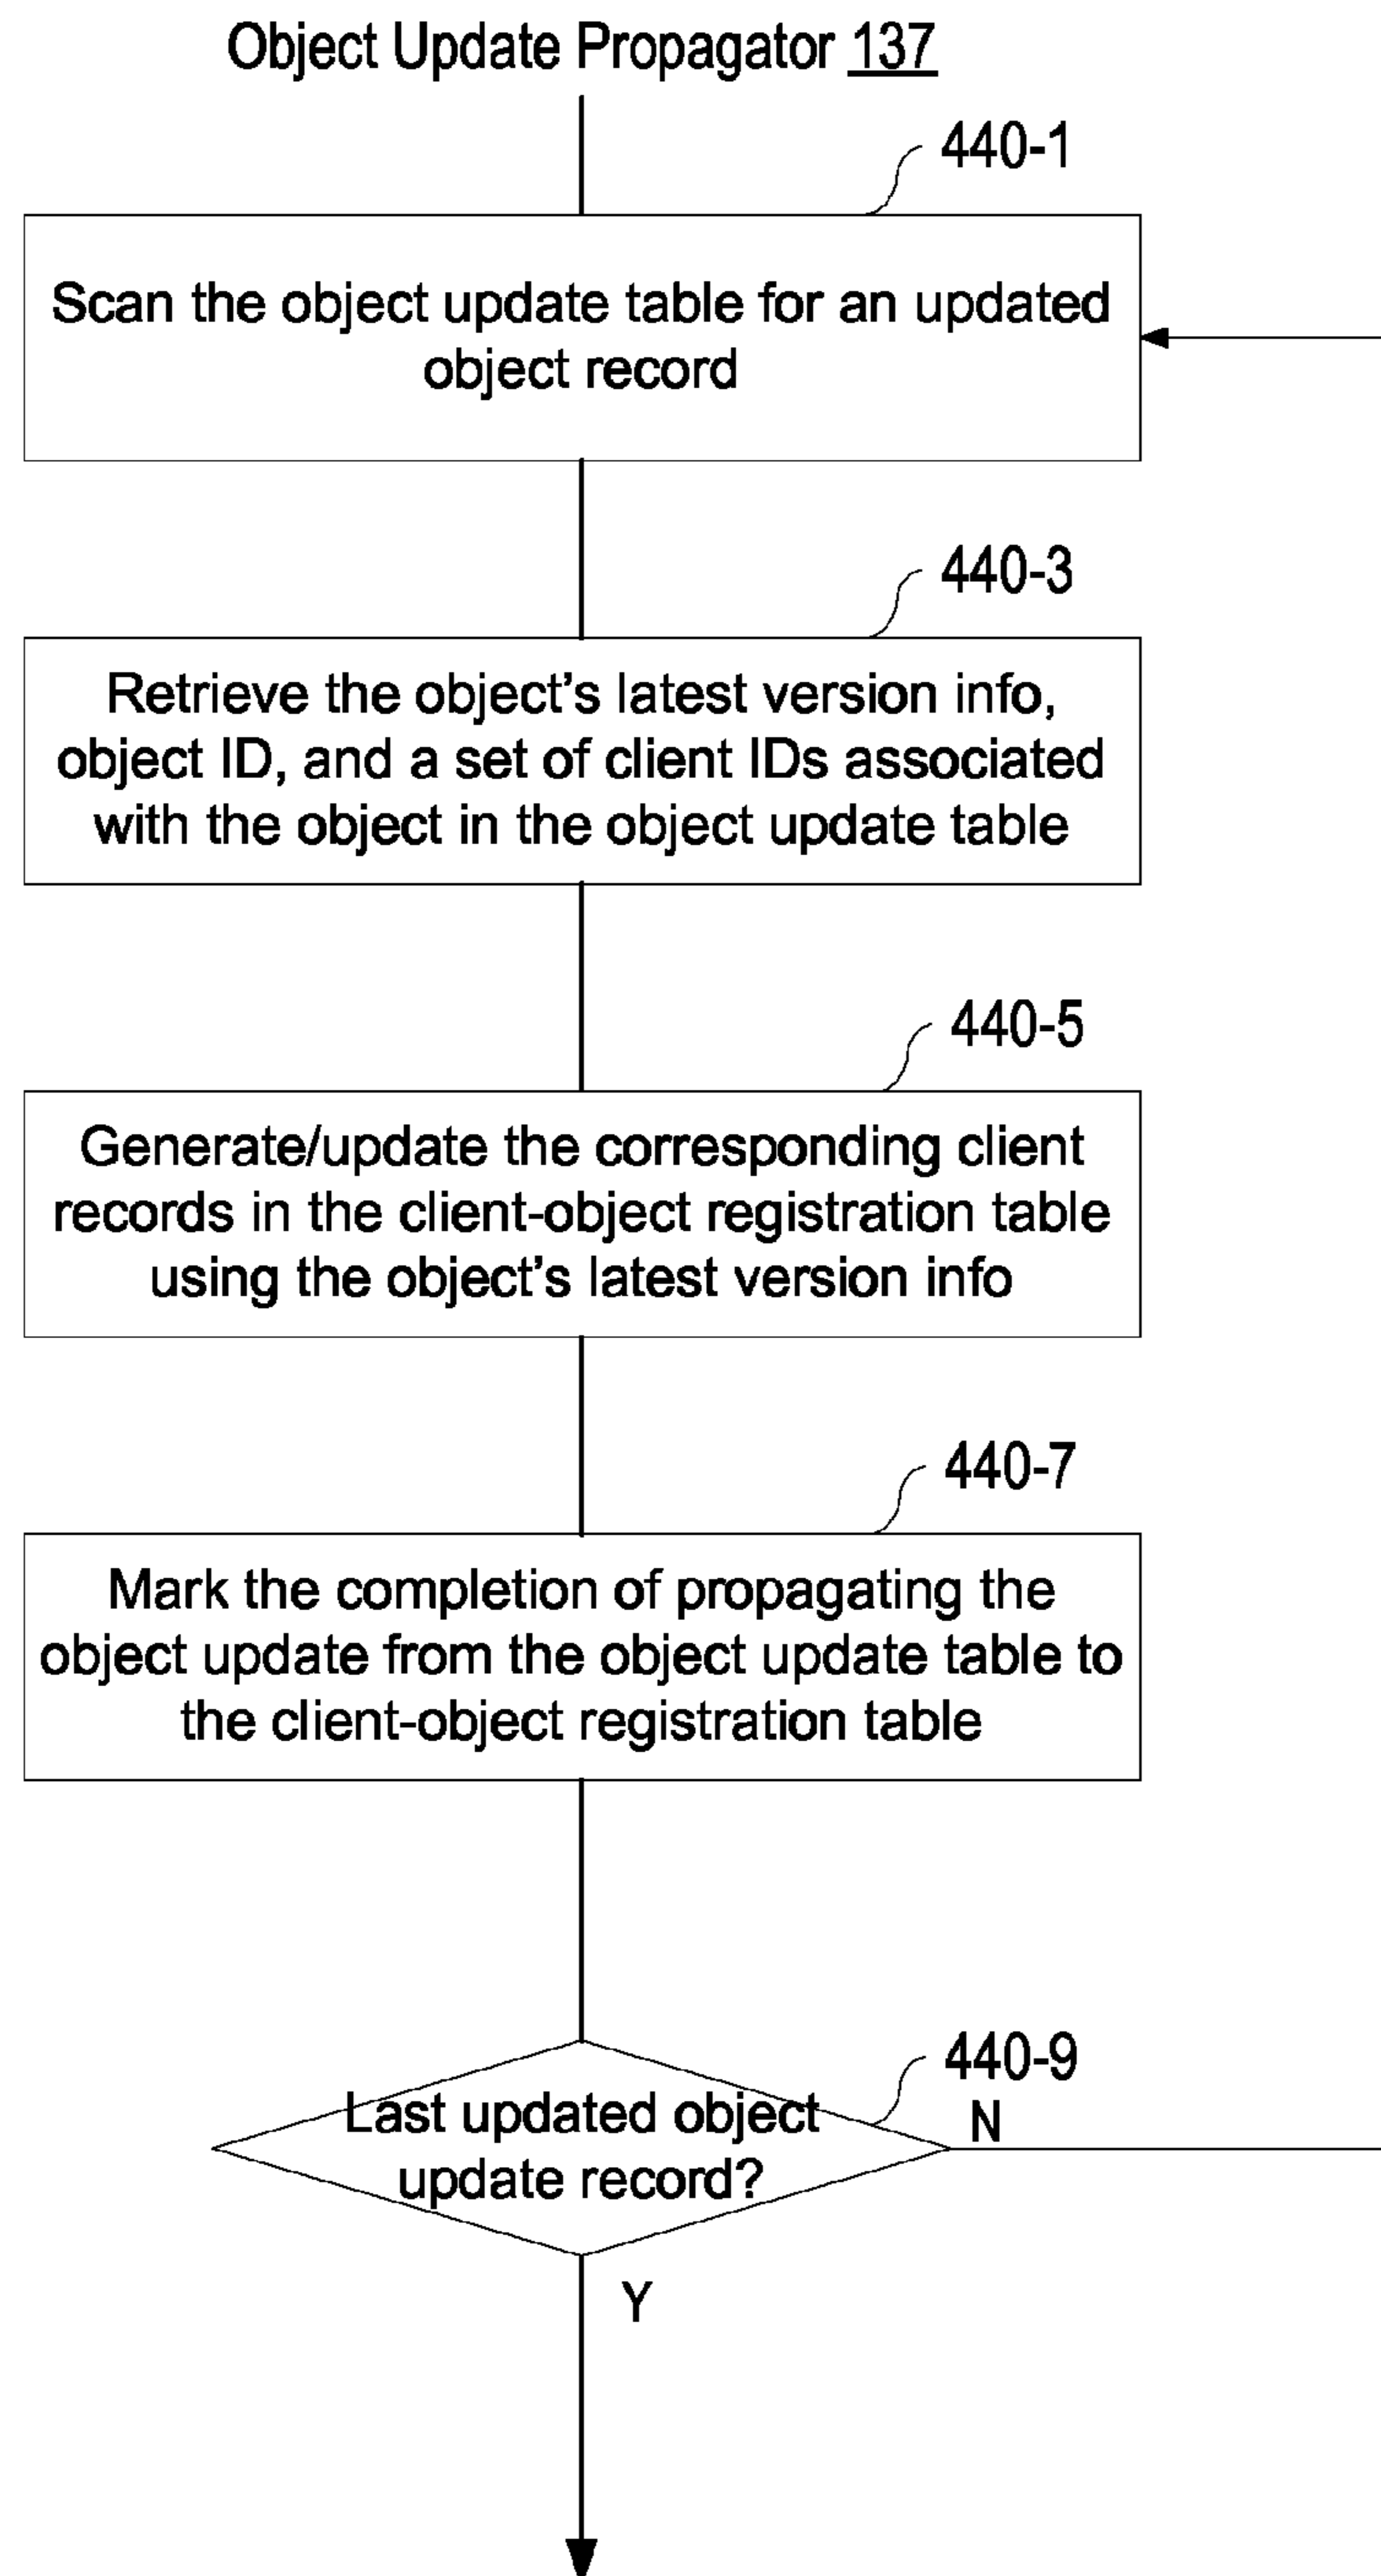 Object Update Propagator 137
440-1
Scan the object update table for an updated
object record
440-3
Retrieve the object's latest version info,
object ID, and a set of client IDs associated
with the object in the object update table
440-5
Generate/update the corresponding client
records in the client-object registration table
using the object's latest version info
440-7
Mark the completion of propagating the
object update from the object update table to
the client-object registration table
440-9
Last updated object
N
update record?
Y